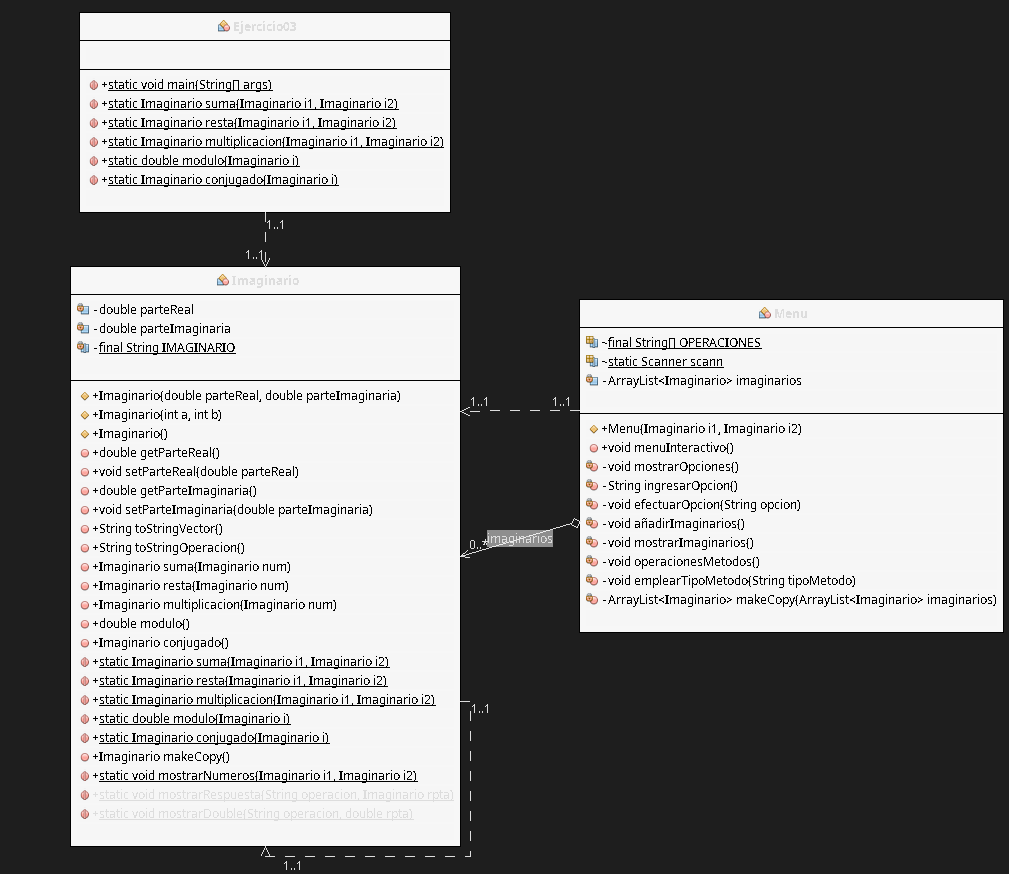 Ejercicio03
+static void main(String[] args)
+static Imaginario suma(Imaginario i1, Imaginario i2)
+static Imaginario resta(Imaginario i1, Imaginario i2)
+static Imaginario multiplicacion(Imaginario i1, Imaginario i2)
+static double modulo(Imaginario i)
+static Imaginario conjugado(Imaginario i)
1..1
1..1
Imaginario
-double parteReal
-double parteImaginaria
-final String IMAGINARIO
+Imaginario(double parteReal, double parteImaginaria)
+Imaginario(int a, int b)
+Imaginario()
+double getParteReal()
+void setParteReal(double parteReal)
+double getParteImaginaria()
+void setParteImaginaria(double parteImaginaria)
+String toStringVector()
+String toStringOperacion()
+Imaginario suma(Imaginario num)
+Imaginario resta(Imaginario num)
+Imaginario multiplicacion(Imaginario num)
+double modulo()
+Imaginario conjugado()
+static Imaginario suma(Imaginario i1, Imaginario i2)
+static Imaginario resta(Imaginario i1, Imaginario i2)
+static Imaginario multiplicacion(Imaginario i1, Imaginario i2)
+static double modulo(Imaginario i)
+static Imaginario conjugado(Imaginario i)
+Imaginario makeCopy()
+static void mostrarNumeros(Imaginario i1, Imaginario i2)
+static void mostrarRespuesta(String operacion, Imaginario rpta)
+static void mostrarDouble(String operacion, double rpta)
1..1
1..1
1..1
1..1
0..*
imaginarios
Menu
~final String[] OPERACIONES
~static Scanner scann
-ArrayList<Imaginario> imaginarios
+Menu(Imaginario i1, Imaginario i2)
+void menuInteractivo()
-void mostrarOpciones()
-String ingresarOpcion()
-void efectuarOpcion(String opcion)
-void añadirImaginarios()
-void mostrarImaginarios()
-void operacionesMetodos()
-void emplearTipoMetodo(String tipoMetodo)
-ArrayList<Imaginario> makeCopy(ArrayList<Imaginario> imaginarios)